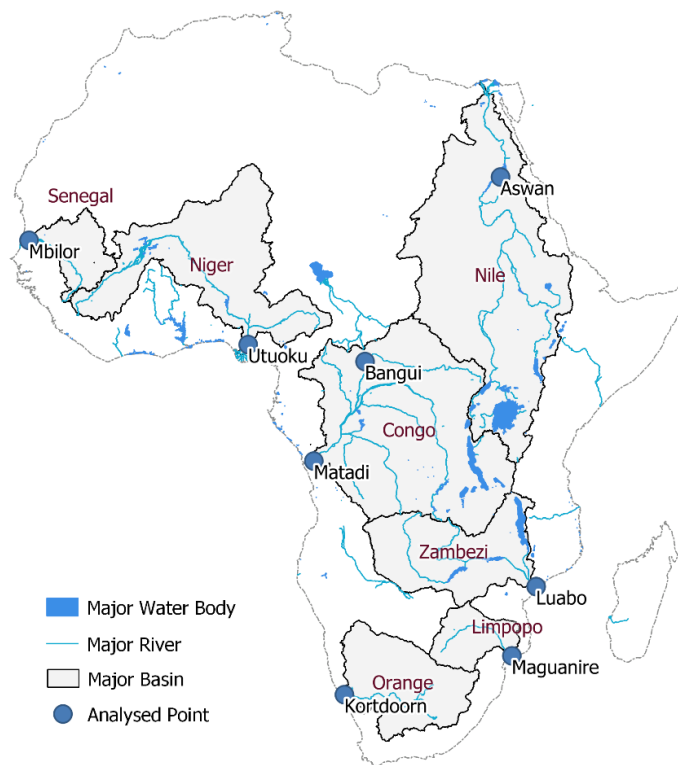 Aswan
Senegal
Mbilor
Niger
Nile
Utuoku
Bangui
Congo
Matadi
Zambezi
Luabo
Limpopo
Maguanire
Orange
Kortdoorn
Major Water Body
Major River
Major Basin
Analysed Point